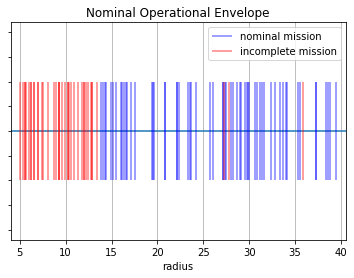 Nominal Operational Envelope
nominal mission
incomplete mission
5 10 15 20 25 30 35 40
radius